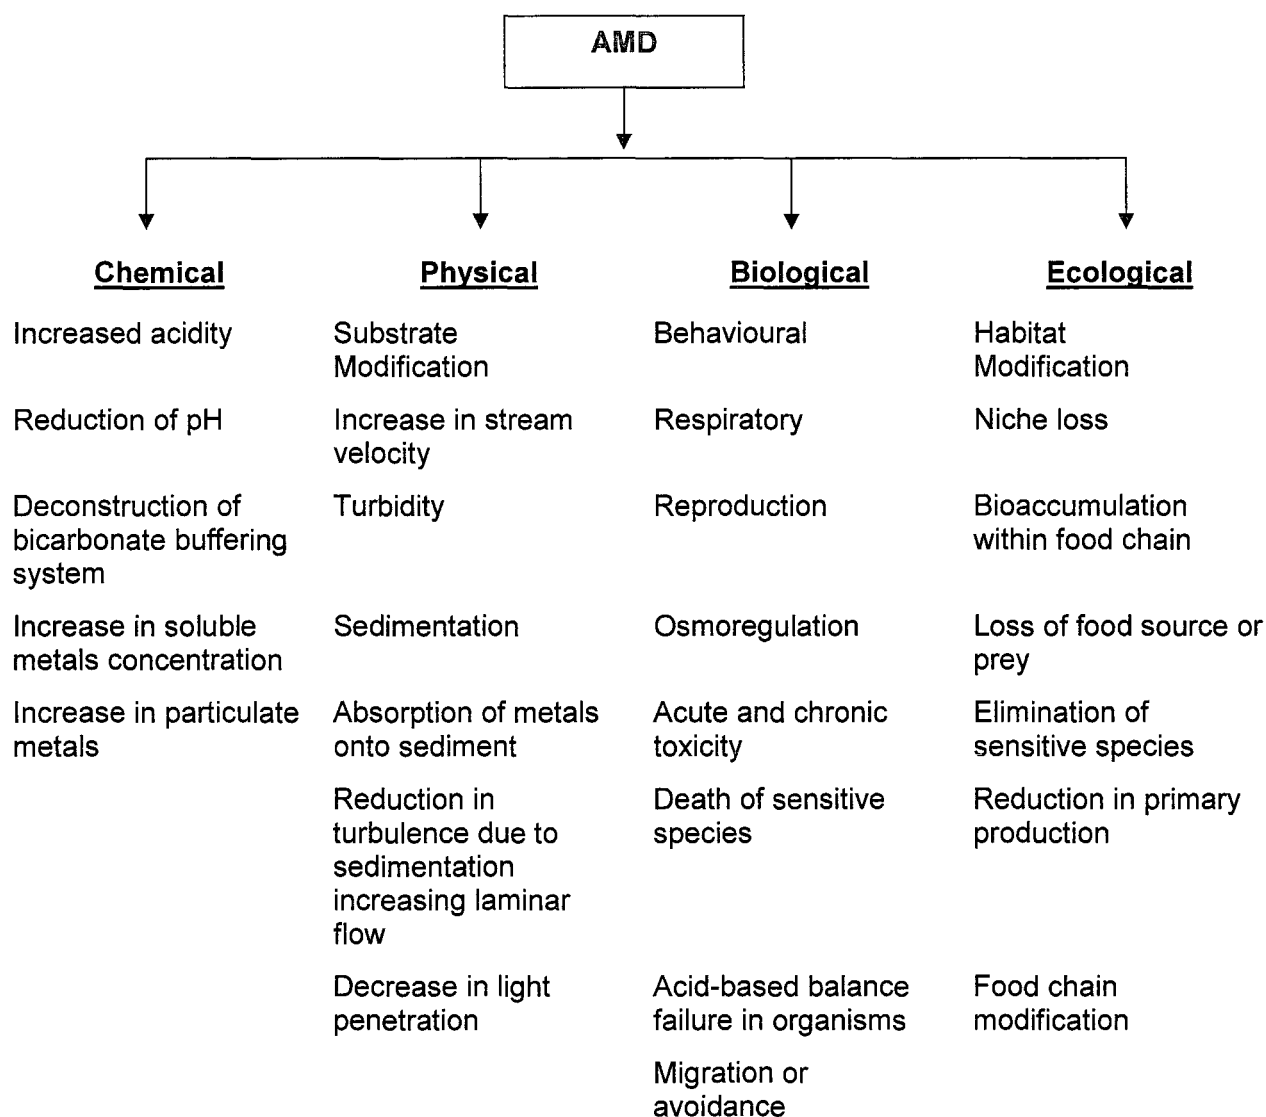 AMD
Chemical
Physical
Biological
Ecological
Increased acidity
Substrate
Modification
Behavioural
Habitat
Modification
Reduction of pH
Increase in stream
velocity
Respiratory
Niche loss
Deconstruction of
bicarbonate buffering
system
Turbidity
Reproduction
Bioaccumulation
within food chain
Increase in soluble
metals concentration
Sedimentation
Osmoregulation
Loss of food source or
prey
Increase in particulate
metals
Absorption of metals
onto sediment
Acute and chronic
toxicity
Elimination of
sensitive species
Reduction in
turbulence due to
sedimentation
increasing laminar
flow
Death of sensitive
species
Reduction in primary
production
Decrease in light
penetration
Acid-based balance
failure in organisms
Food chain
modification
Migration or
avoidance